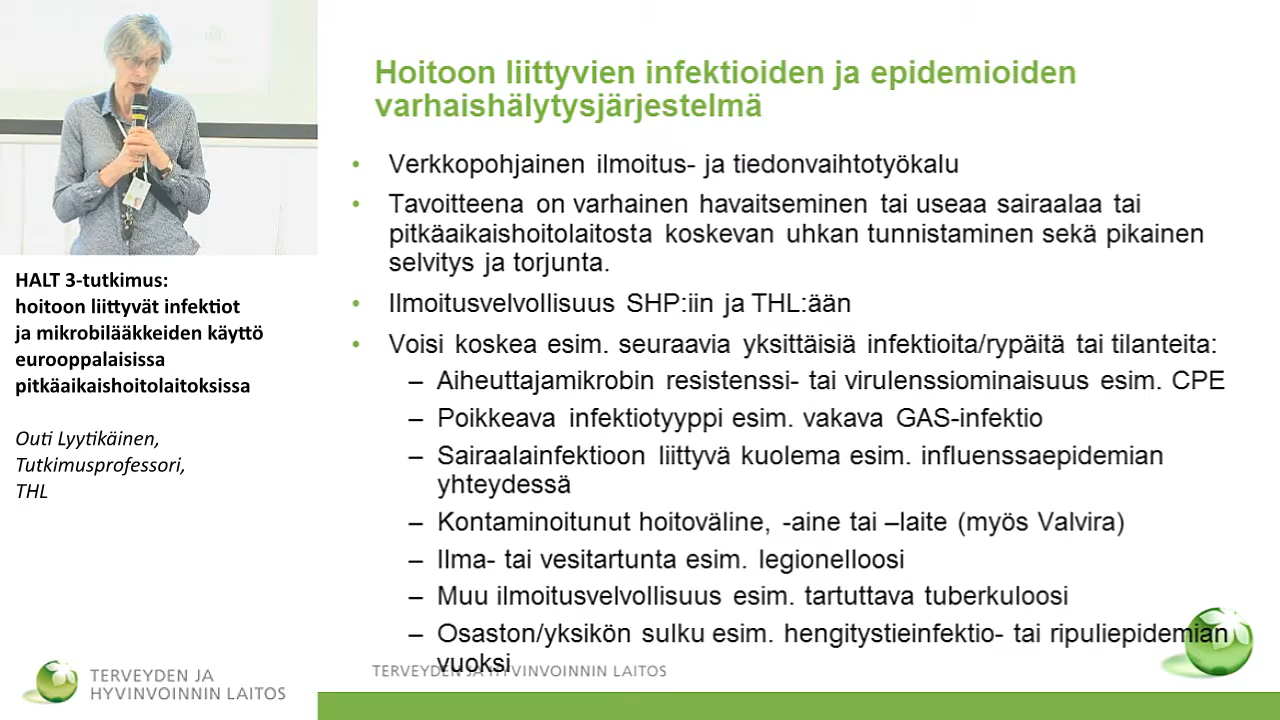 HALT 3-tutkimus:
hoitoon liittyvät infektiot
ja mikrobilääkkeiden käyttö
eurooppalaisissa
pitkäaikaishoitolaitoksissa
Outi Lyytikäinen,
Tutkimusprofessori,
THL
TERVEYDEN JA
HYVINVOINNIN LAITOS
Hoitoon liittyvien infektioiden ja epidemioiden
varhaishälytysjärjestelmä
• Verkkopohjainen ilmoitus- ja tiedonvaihtotyökalu
• Tavoitteena on varhainen havaitseminen tai useaa sairaalaa tai
pitkäaikaishoitolaitosta koskevan uhkan tunnistaminen sekä pikainen
selvitys ja torjunta.
• Ilmoitusvelvollisuus SHP:iin ja THL:ään
• Voisi koskea esim. seuraavia yksittäisiä infektioita/rypäitä tai tilanteita:
– Aiheuttajamikrobin resistenssi- tai virulenssiominaisuus esim. CPE
– Poikkeava infektiotyyppi esim. vakava GAS-infektio
– Sairaalainfektioon liittyvä kuolema esim. influenssaepidemian
yhteydessä
– Kontaminoitunut hoitoväline, -aine tai –laite (myös Valvira)
– Ilma- tai vesitartunta esim. legionelloosi
– Muu ilmoitusvelvollisuus esim. tartuttava tuberkuloosi
– Osaston/yksikön sulku esim. hengitystieinfektio- tai ripuliepidemian
vuoksi
TERVEYDEN JA HYVINVOINNIN LAITOS